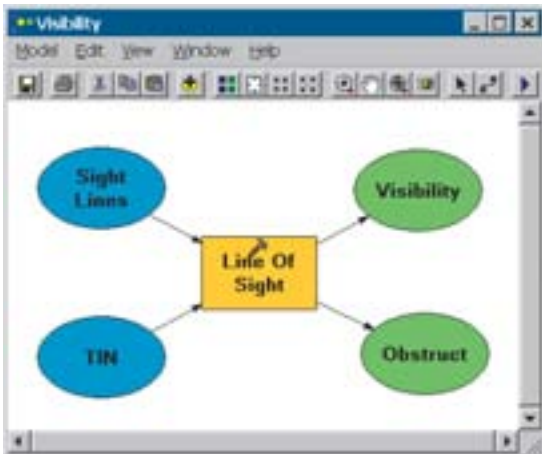 Visibility
Model Edit View Window Help
Sight
Lines
Visibility
Line Of
Sight
TIN
Obstruct